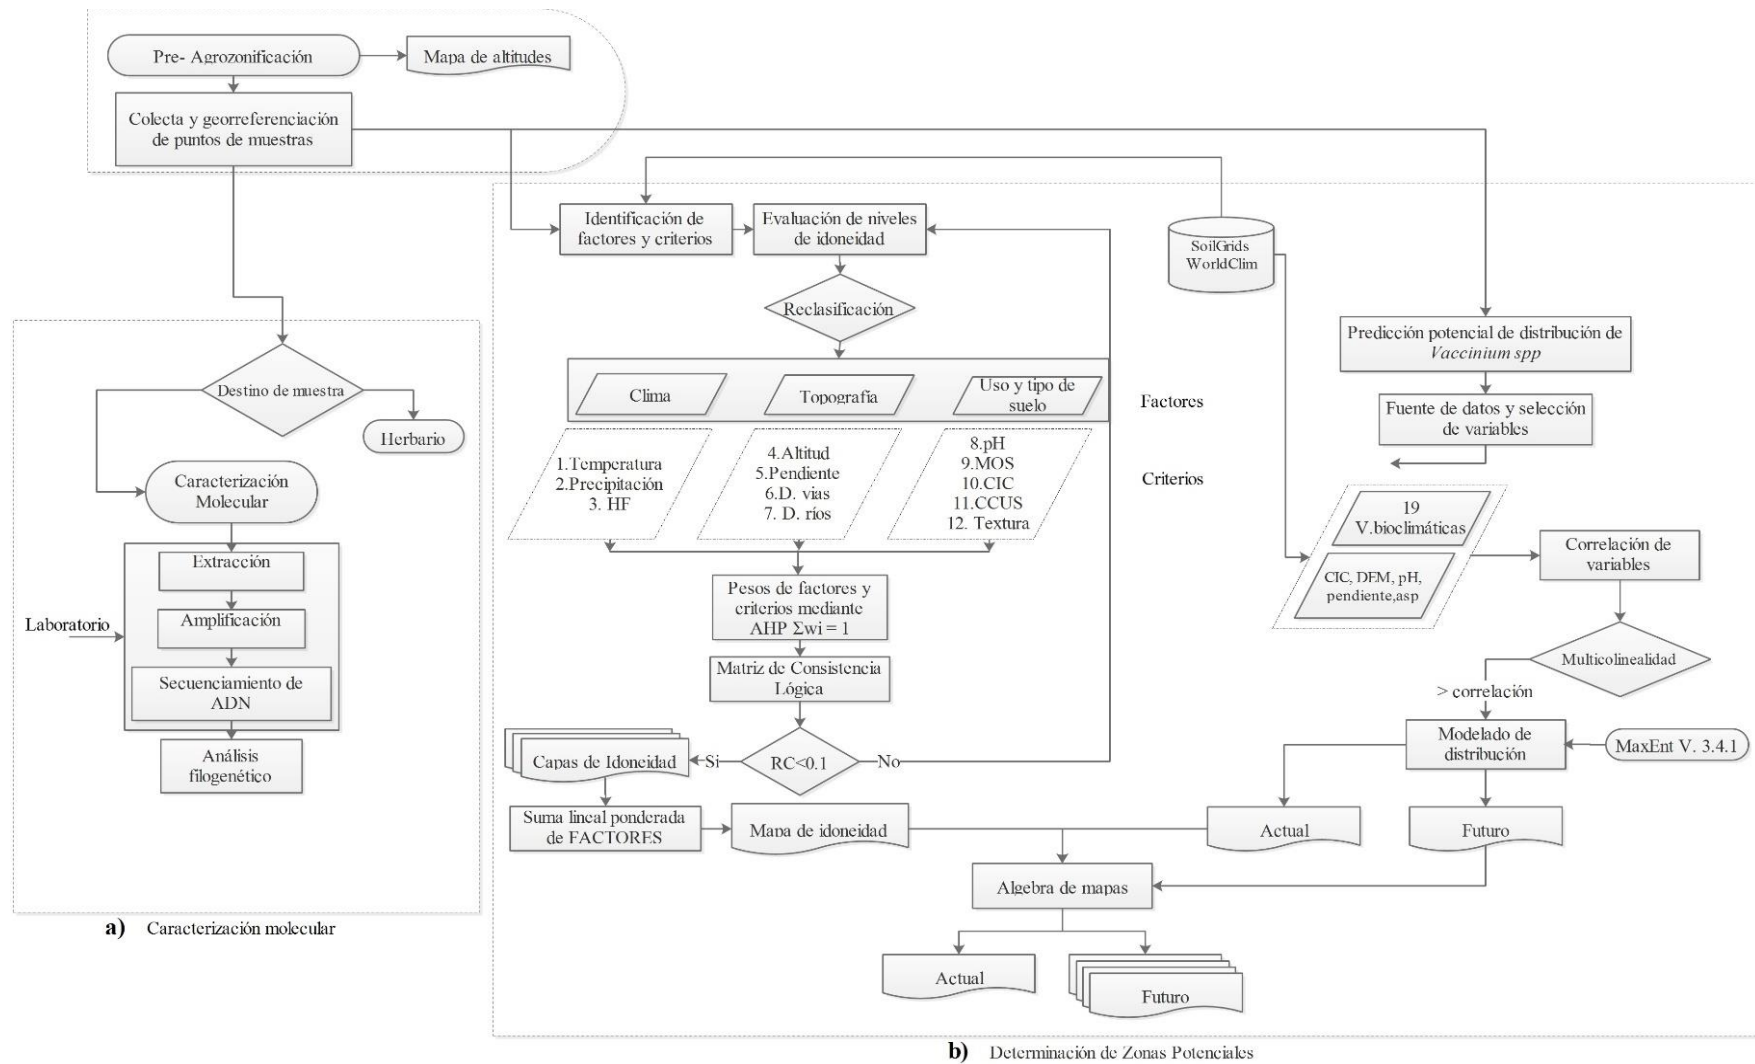 Pre- Agrozonificación
Mapa de altitudes
Colecta y georreferenciación
de puntos de muestras
Identificación de
factores y criterios
Evaluación de niveles
de idoneidad
SoilGrids
WorldClim
Reclasificación
Predicción potencial de distribución de
Vaccinium spp
Destino de muestra
Herbario
Clima
Topografía
Uso y tipo de
suelo
Factores
Fuente de datos y selección
de variables
1.Temperatura
2.Precipitación
3. HF
4.Altitud
5.Pendiente
6.D. vias
7. D. ríos
8.pH
9.MOS
10.CIC
11.CCUS
12. Textura
Criterios
Caracterización
Molecular
19
V.bioclimáticas
CIC, DEM, pH,
pendiente,asp
Correlación de
variables
Extracción
Amplificación
Secuenciamiento de
ADN
Laboratorio
Análisis
filogenético
Pesos de factores y
criterios mediante
AHP Σwi = 1
Matriz de Consistencia
Lógica
Multicolinealidad
> correlación
Capas de Idoneidad
Si
RC<0.1
No
Modelado de
distribución
MaxEnt V. 3.4.1
Suma lineal ponderada
de FACTORES
Mapa de idoneidad
Actual
Futuro
Algebra de mapas
Actual
Futuro
a) Caracterización molecular
b) Determinación de Zonas Potenciales